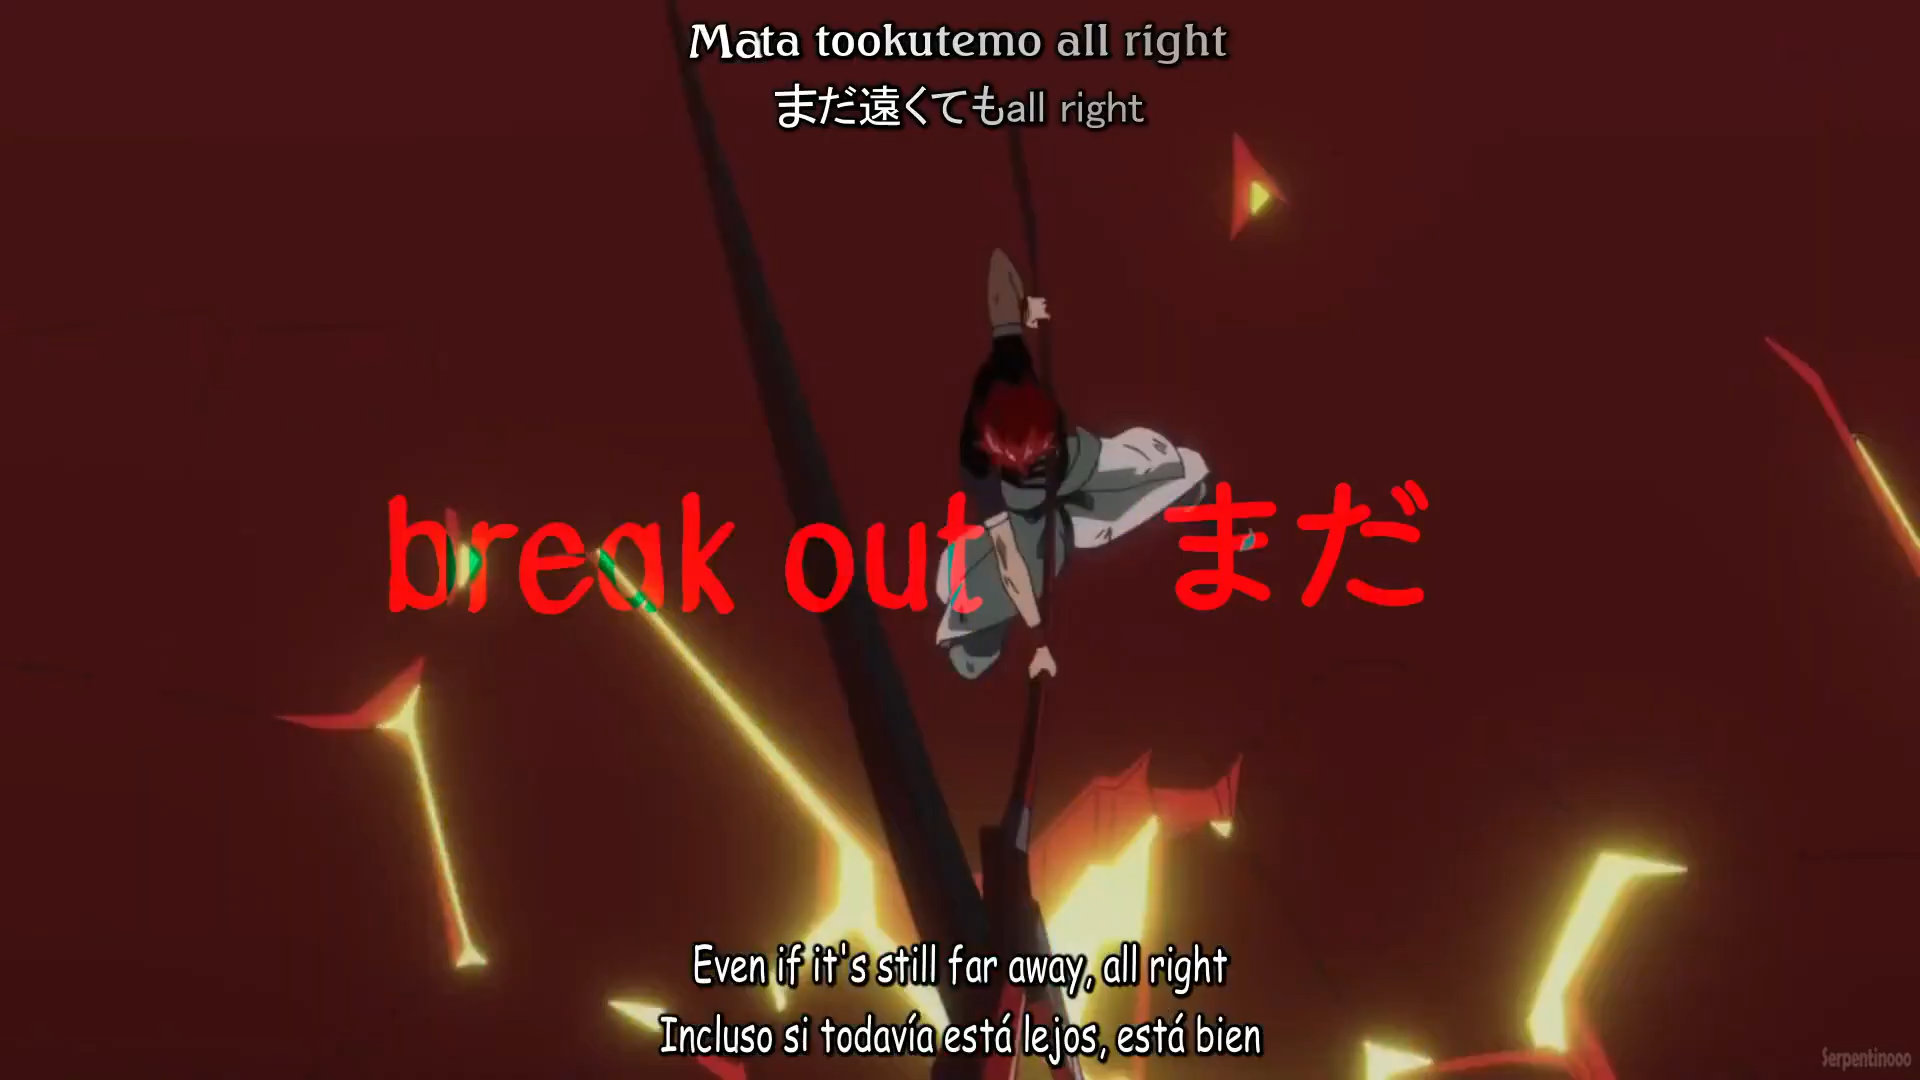 Mata tookutemo all right
まだ遠くてもall right
break out まだ
Even if it's still far away, all right
Incluso si todavía está lejos, está bien
Serpentinooo